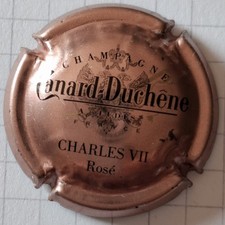 CHAMPAGNE
Canard-Duchêne
CHARLES VII
Rosé